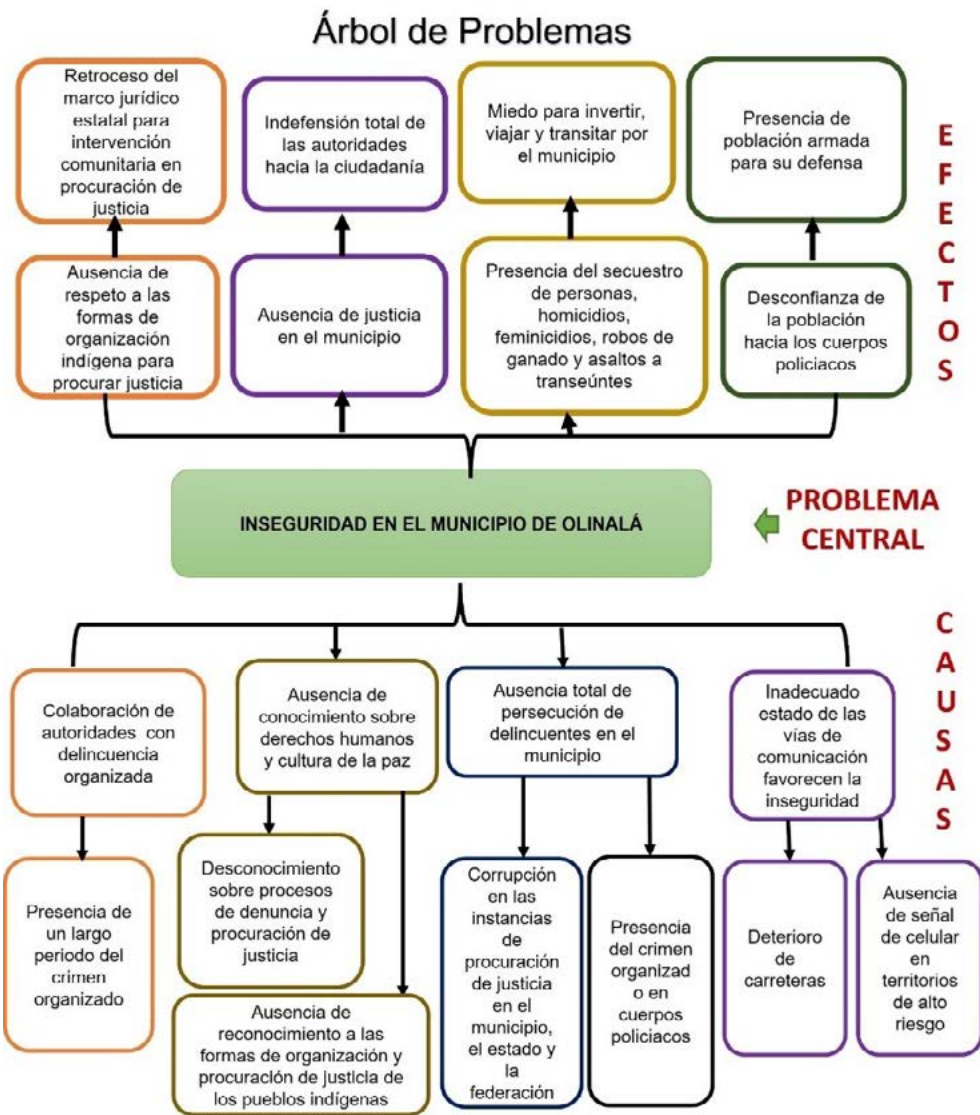 Árbol de Problemas
Retroceso del
marco jurídico
estatal para
intervención
comunitaria en
procuración de
justicia
Indefensión total de
las autoridades
hacia la ciudadanía
Miedo para invertir,
viajar y transitar por
el municipio
Presencia de
población armada
para su defensa
Ausencia de
respeto a las
formas de
organización
indígena para
procurar justicia
Ausencia de justicia
en el municipio
Presencia del secuestro
de personas,
homicidios,
feminicidios, robos de
ganado y asaltos a
transeúntes
Desconfianza de
la población
hacia los cuerpos
policiacos
EFECTOS
INSEGURIDAD EN EL MUNICIPIO DE OLINALÁ
PROBLEMA
CENTRAL
Colaboración de
autoridades con
delincuencia
organizada
Ausencia de
conocimiento sobre
derechos humanos
y cultura de la paz
Ausencia total de
persecución de
delincuentes en el
municipio
Inadecuado
estado de las
vías de
comunicación
favorecen la
inseguridad
CAUSAS
Presencia de
un largo
periodo del
crimen
organizado
Desconocimiento
sobre procesos
de denuncia y
procuración de
justicia
Ausencia de
reconocimiento a las
formas de organización y
procuración de justicia de
los pueblos indígenas
Corrupción
en las
instancias
de
procuración
de justicia
en el
municipio,
el estado y
la
federación
Presencia
del crimen
organizad
o en
cuerpos
policiacos
Deterioro
de
carreteras
Ausencia
de señal
de celular
en
territorios
de alto
riesgo